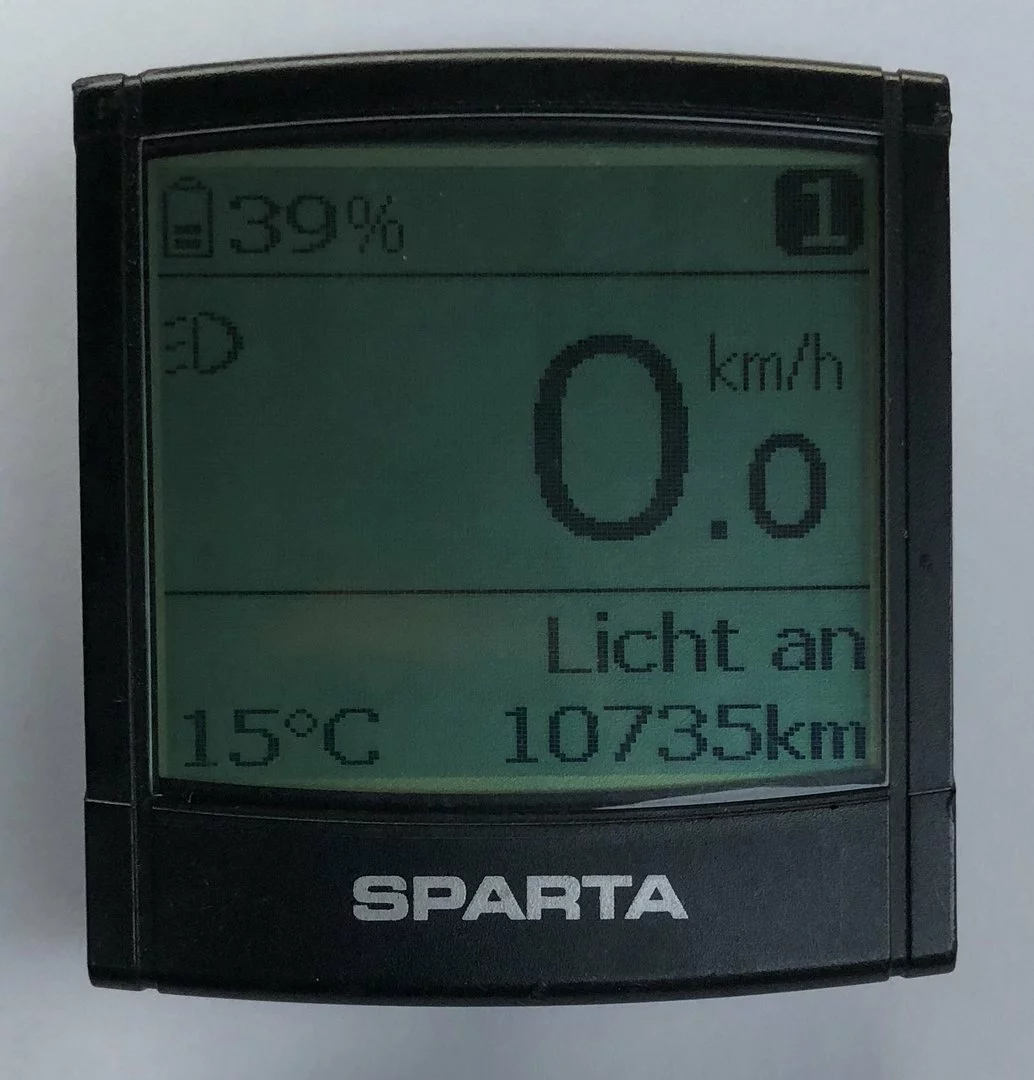 39% 1
km/h
0.0
Licht an
15°C 10735km
SPARTA